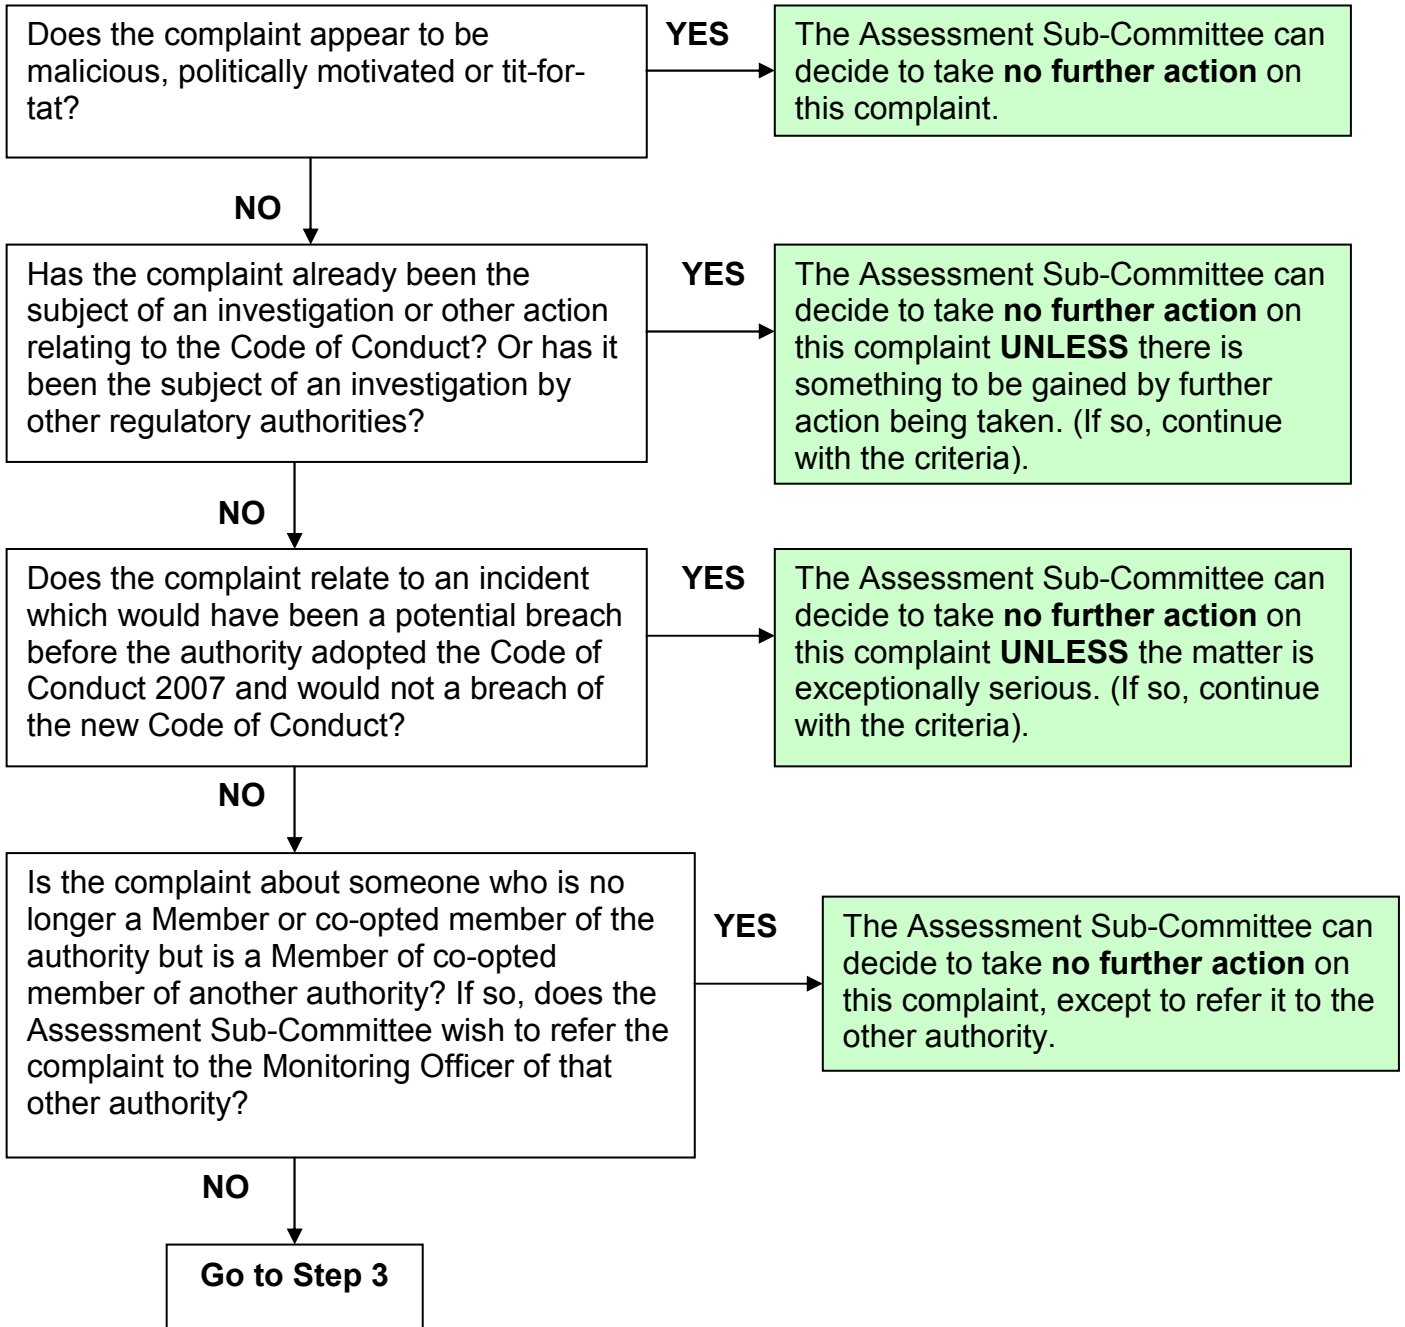 Does the complaint appear to be
malicious, politically motivated or tit-for-
tat?
YES
The Assessment Sub-Committee can
decide to take no further action on
this complaint.
NO
Has the complaint already been the
subject of an investigation or other action
relating to the Code of Conduct? Or has it
been the subject of an investigation by
other regulatory authorities?
YES
The Assessment Sub-Committee can
decide to take no further action on
this complaint UNLESS there is
something to be gained by further
action being taken. (If so, continue
with the criteria).
NO
Does the complaint relate to an incident
which would have been a potential breach
before the authority adopted the Code of
Conduct 2007 and would not a breach of
the new Code of Conduct?
YES
The Assessment Sub-Committee can
decide to take no further action on
this complaint UNLESS the matter is
exceptionally serious. (If so, continue
with the criteria).
NO
Is the complaint about someone who is no
longer a Member or co-opted member of the
authority but is a Member of co-opted
member of another authority? If so, does the
Assessment Sub-Committee wish to refer the
complaint to the Monitoring Officer of that
other authority?
YES
The Assessment Sub-Committee can
decide to take no further action on
this complaint, except to refer it to the
other authority.
NO
Go to Step 3